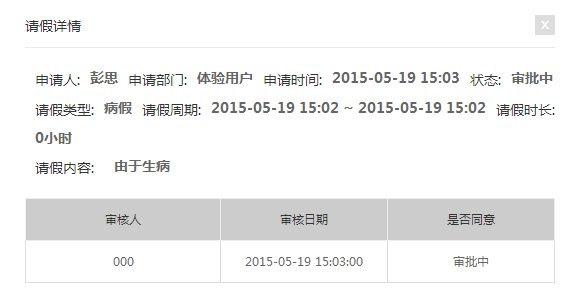 请假详情 X
申请人: 彭思 申请部门: 体验用户 申请时间: 2015-05-19 15:03 状态: 审批中
请假类型: 病假 请假周期: 2015-05-19 15:02 ~ 2015-05-19 15:02 请假时长:
0小时
请假内容: 由于生病
审核人 审核日期 是否同意
000 2015-05-19 15:03:00 审批中